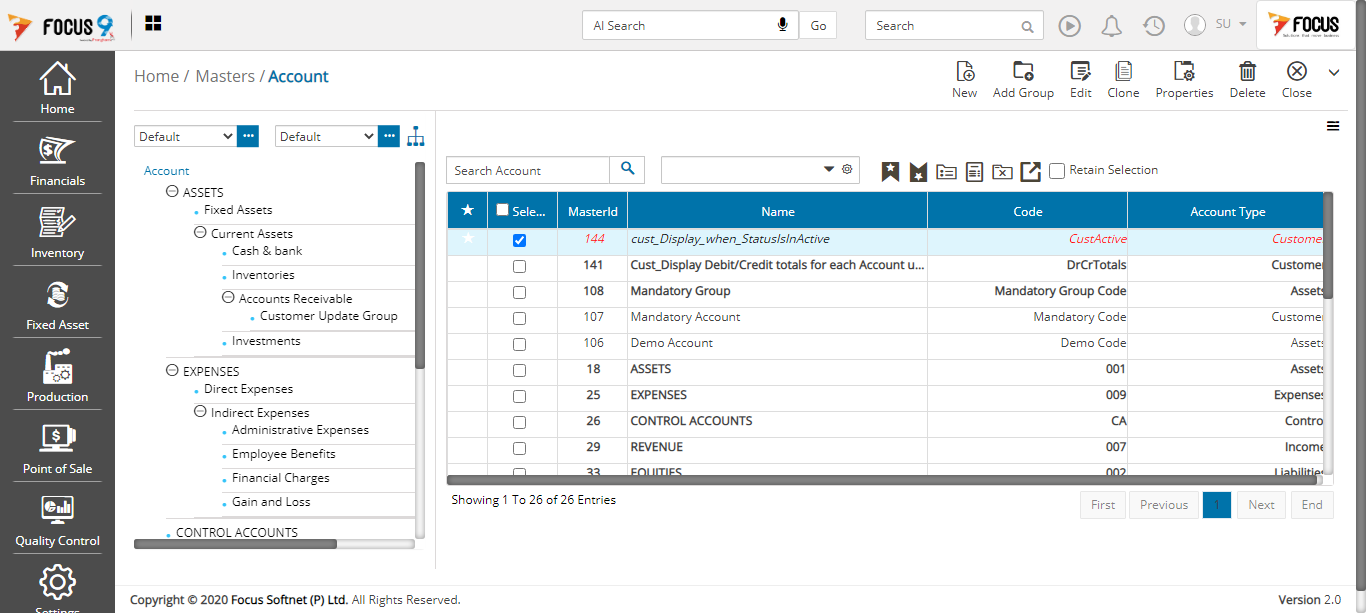 FOCUS 9
AI Search
Go
Search
SU
FOCUS
Home
Financials
Inventory
Fixed Asset
Production
Point of Sale
Quality Control
Settings
Home / Masters / Account
New
Add Group
Edit
Clone
Properties
Delete
Close
Default
Default
Account
ASSETS
Fixed Assets
Current Assets
Cash & bank
Inventories
Accounts Receivable
Customer Update Group
Investments
EXPENSES
Direct Expenses
Indirect Expenses
Administrative Expenses
Employee Benefits
Financial Charges
Gain and Loss
CONTROL ACCOUNTS
Search Account
Retain Selection
Sele... MasterId Name Code Account Type
144 cust_Display_when_StatusIsInActive CustActive Custome
141 Cust_Display Debit/Credit totals for each Account u... DrCrTotals Custome
108 Mandatory Group Mandatory Group Code Assets
107 Mandatory Account Mandatory Code Custome
106 Demo Account Demo Code Assets
18 ASSETS 001 Assets
25 EXPENSES 009 Expenses
26 CONTROL ACCOUNTS CA Contro
29 REVENUE 007 Income
33 EQUITIES 002 Liabilities
Showing 1 To 26 of 26 Entries
First Previous 1 Next End
Copyright © 2020 Focus Softnet (P) Ltd. All Rights Reserved.
Version 2.0